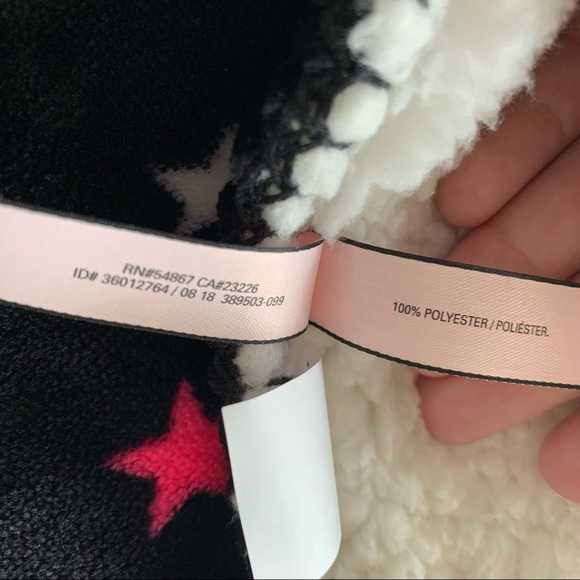 RN#54867 CA#23226
ID# 36012764 / 08 18 389503-099
100% POLYESTER / POLIÉSTER.